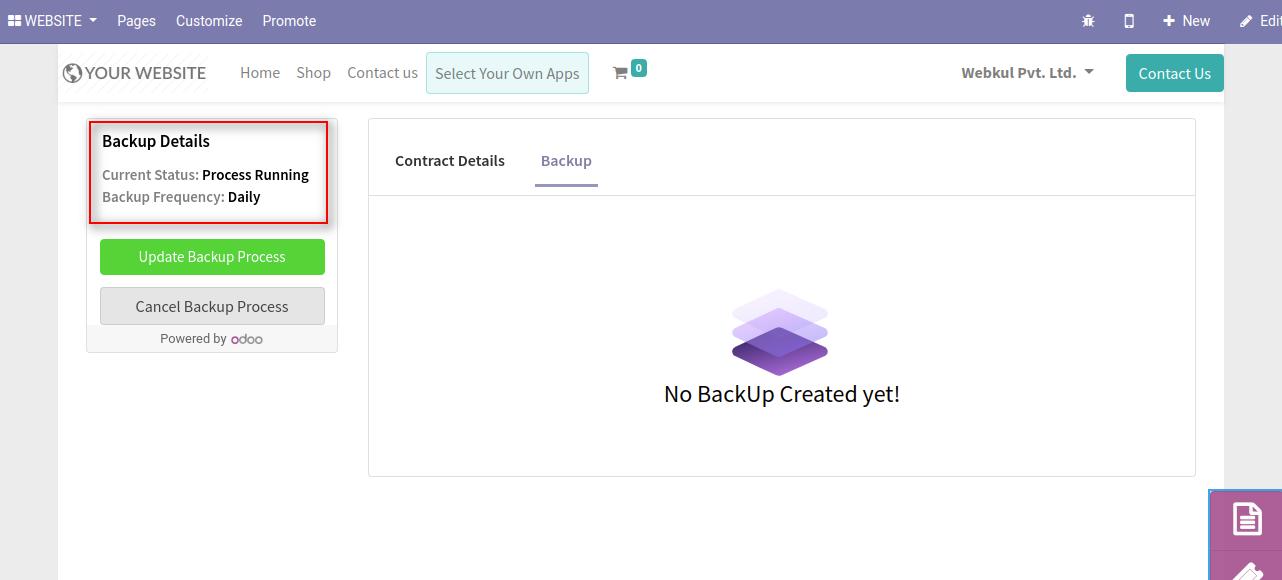 WEBSITE Pages Customize Promote New Edi
YOUR WEBSITE Home Shop Contact us Select Your Own Apps 0 Webkul Pvt. Ltd. Contact Us
Backup Details
Current Status: Process Running
Backup Frequency: Daily
Update Backup Process
Cancel Backup Process
Powered by odoo
Contract Details Backup
No BackUp Created yet!